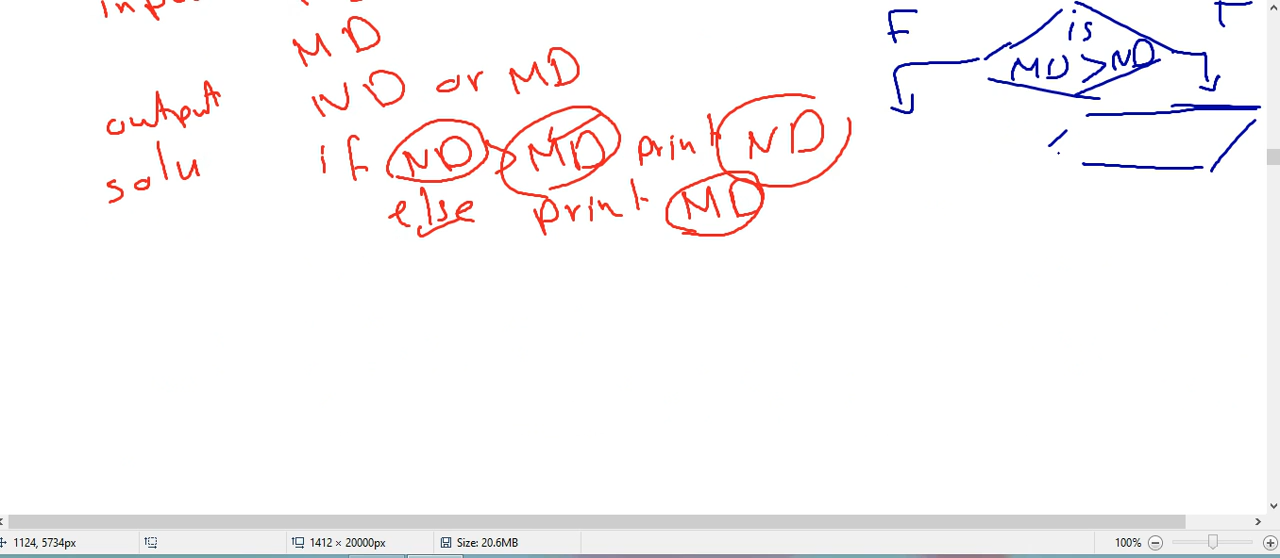 MD
ND or MD
output
solu if ND > MD print ND
else print MD
F
is
MD > ND
1124, 5734px
1412 × 20000px
Size: 20.6MB
100%